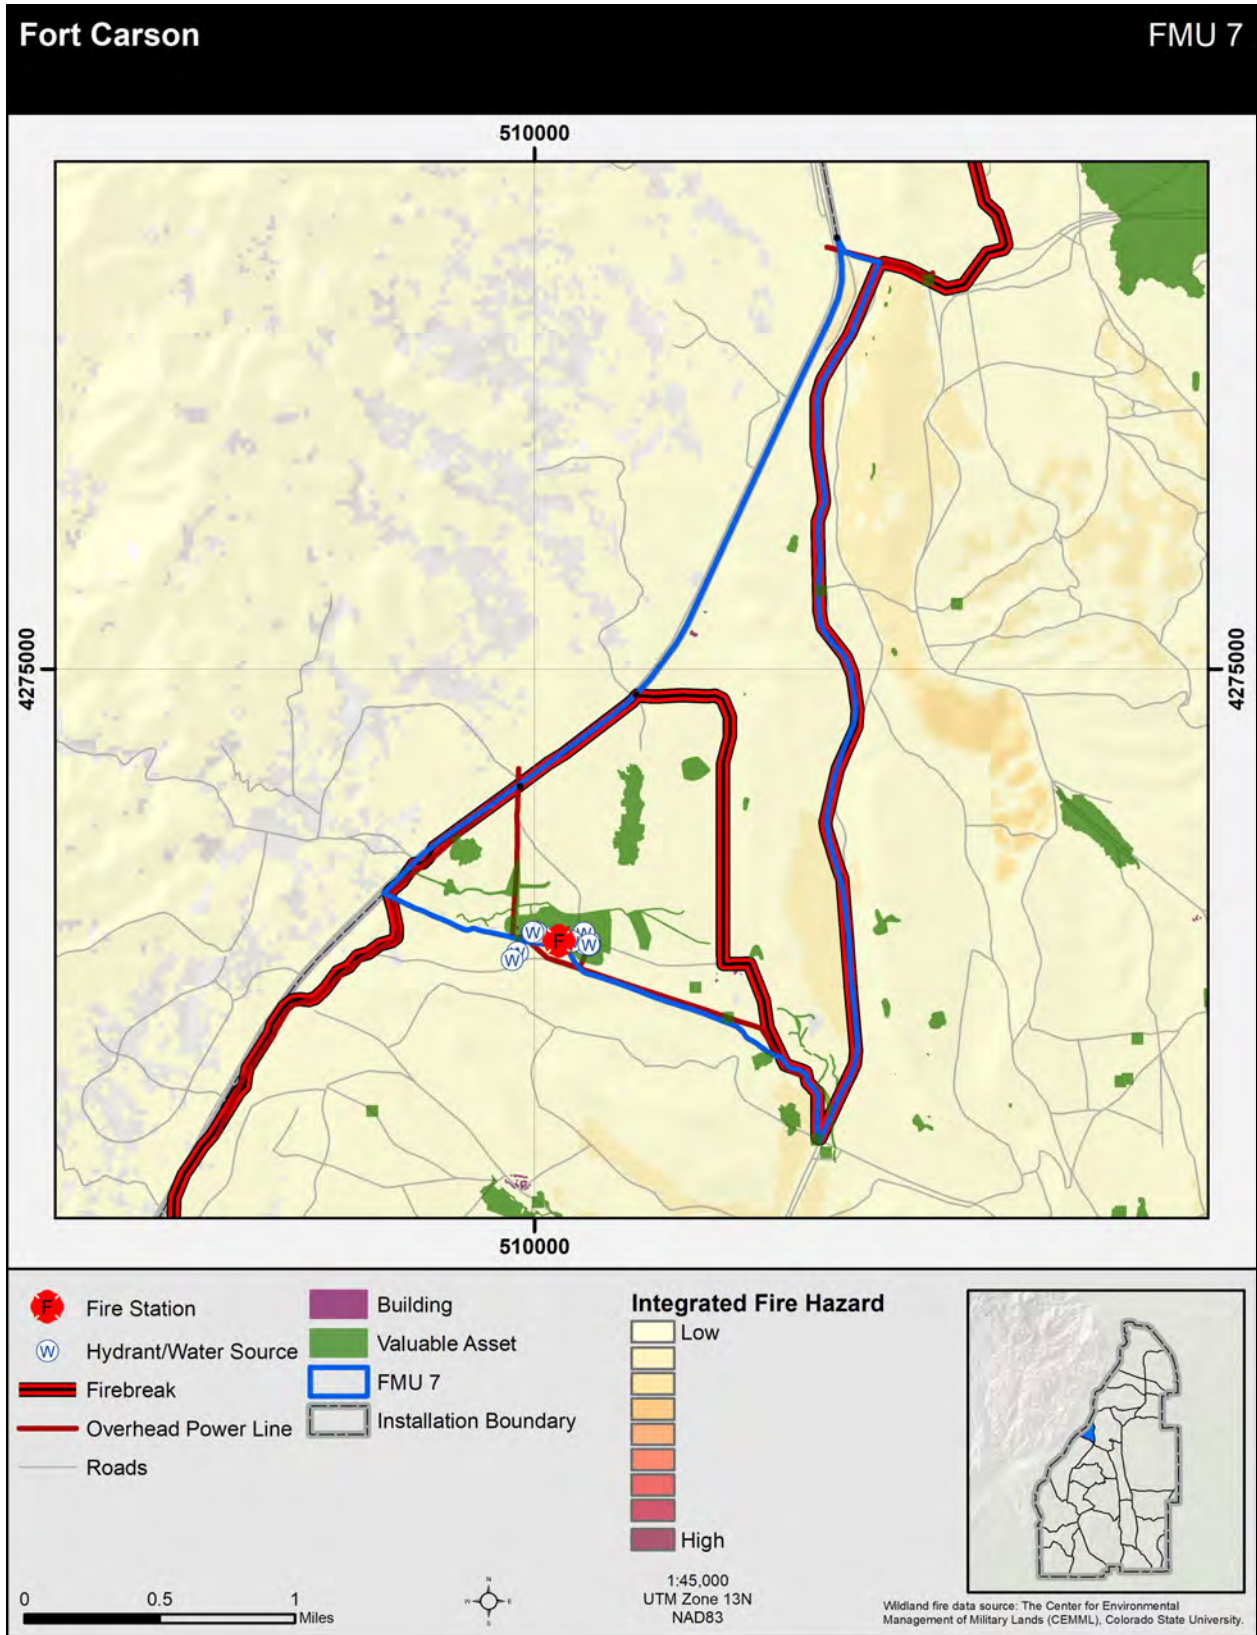 Fort Carson
FMU 7
510000
4275000
4275000
F
W
W
W
W
W
510000
F
Fire Station
W
Hydrant/Water Source
Firebreak
Overhead Power Line
Roads
Building
Valuable Asset
FMU 7
Installation Boundary
Integrated Fire Hazard
Low
High
0
0.5
1
Miles
N
W
E
S
1:45,000
UTM Zone 13N
NAD83
Wildland fire data source: The Center for Environmental
Management of Military Lands (CEMML), Colorado State University.